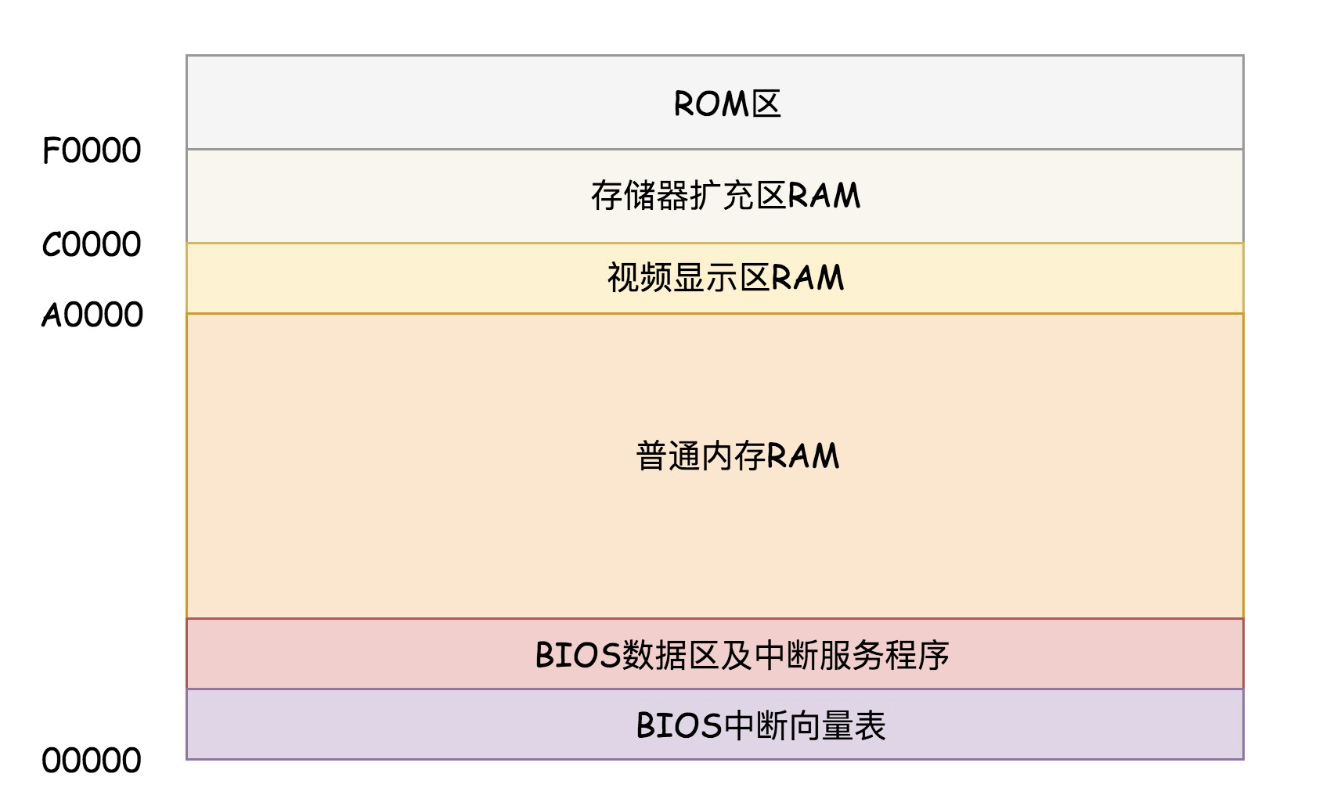 ROM区
F0000
存储器扩充区RAM
C0000
视频显示区RAM
A0000
普通内存RAM
BIOS数据区及中断服务程序
BIOS中断向量表
00000